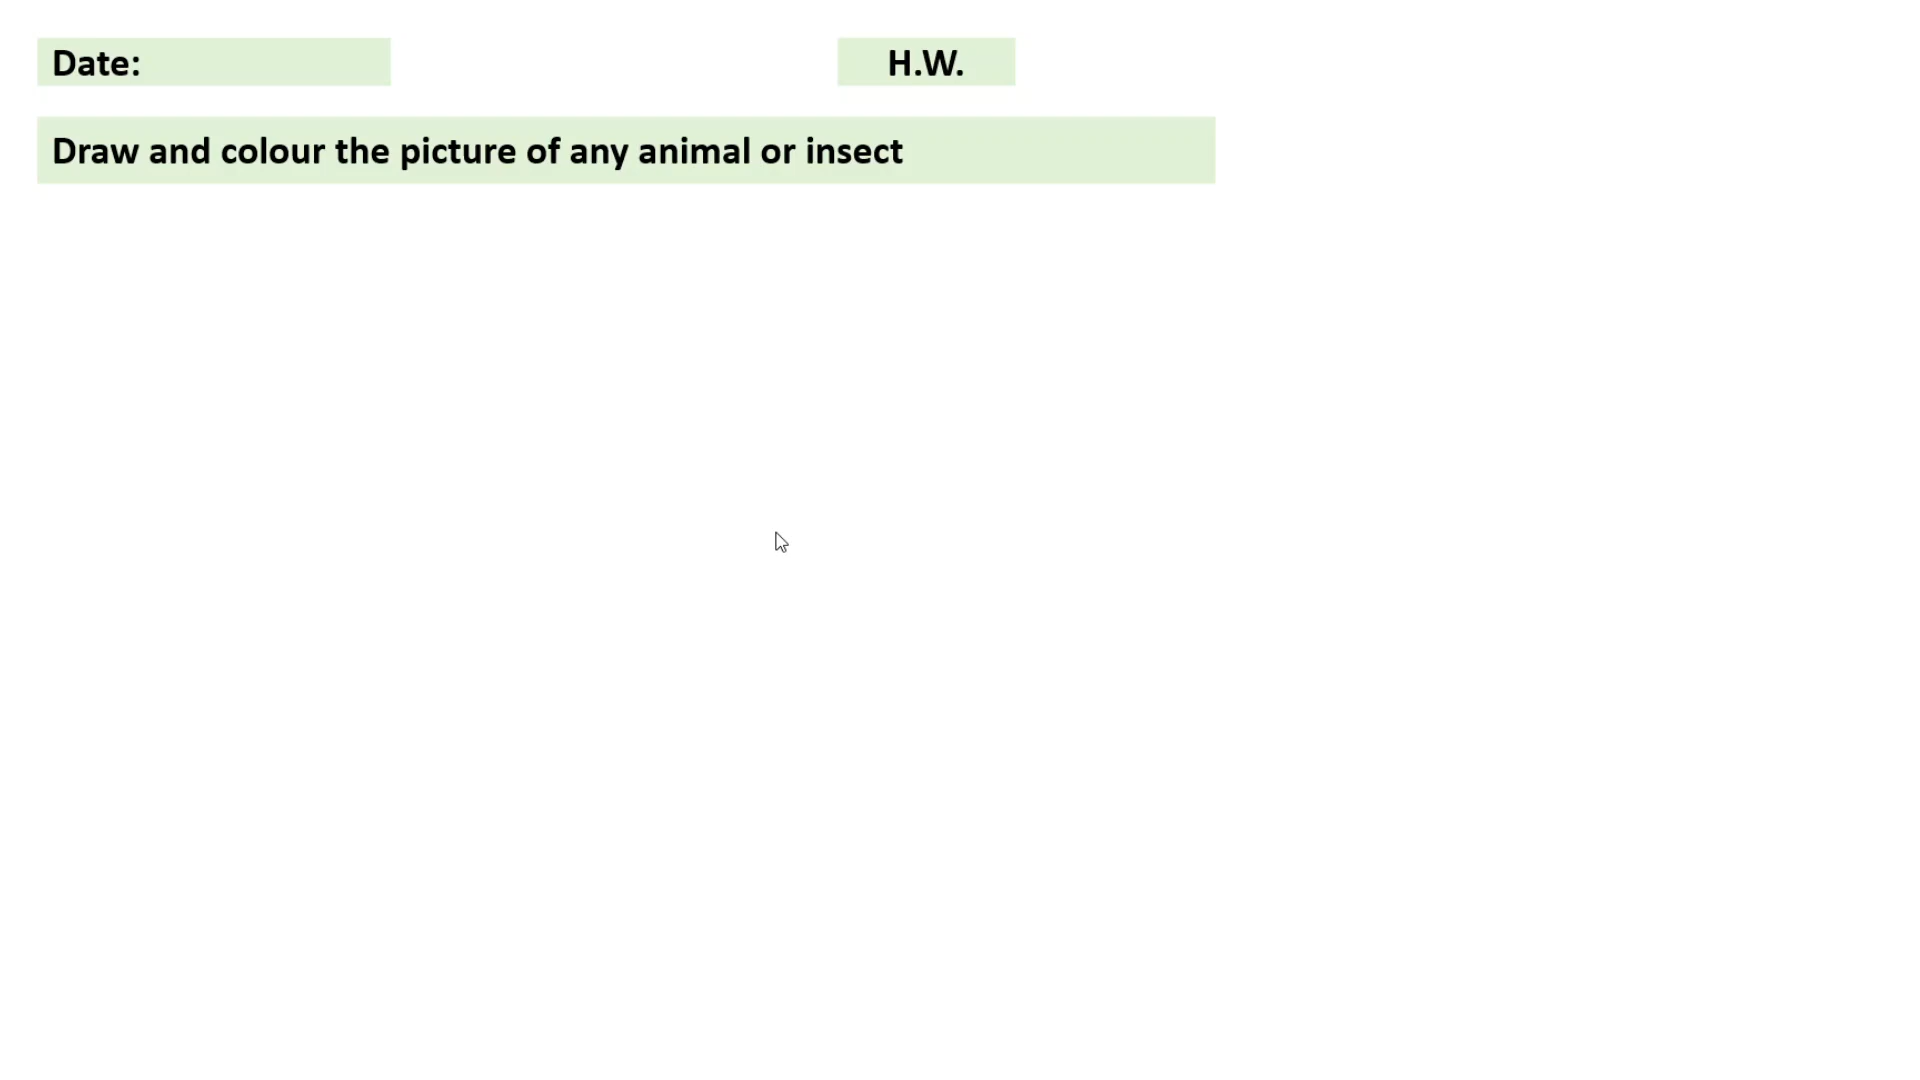 Date:
H.W.
Draw and colour the picture of any animal or insect